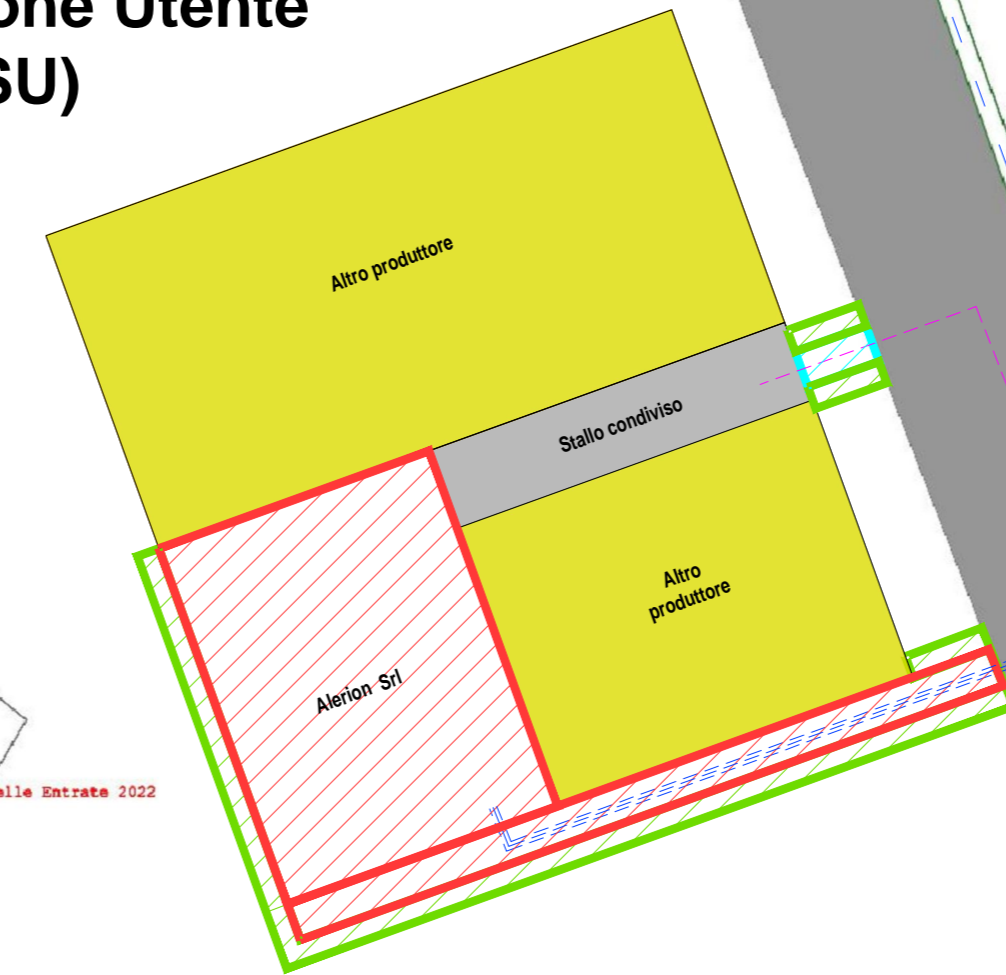 one Utente
SU)
Altro produttore
Stallo condiviso
Altro
produttore
Alerion Srl
elle Entrate 2022